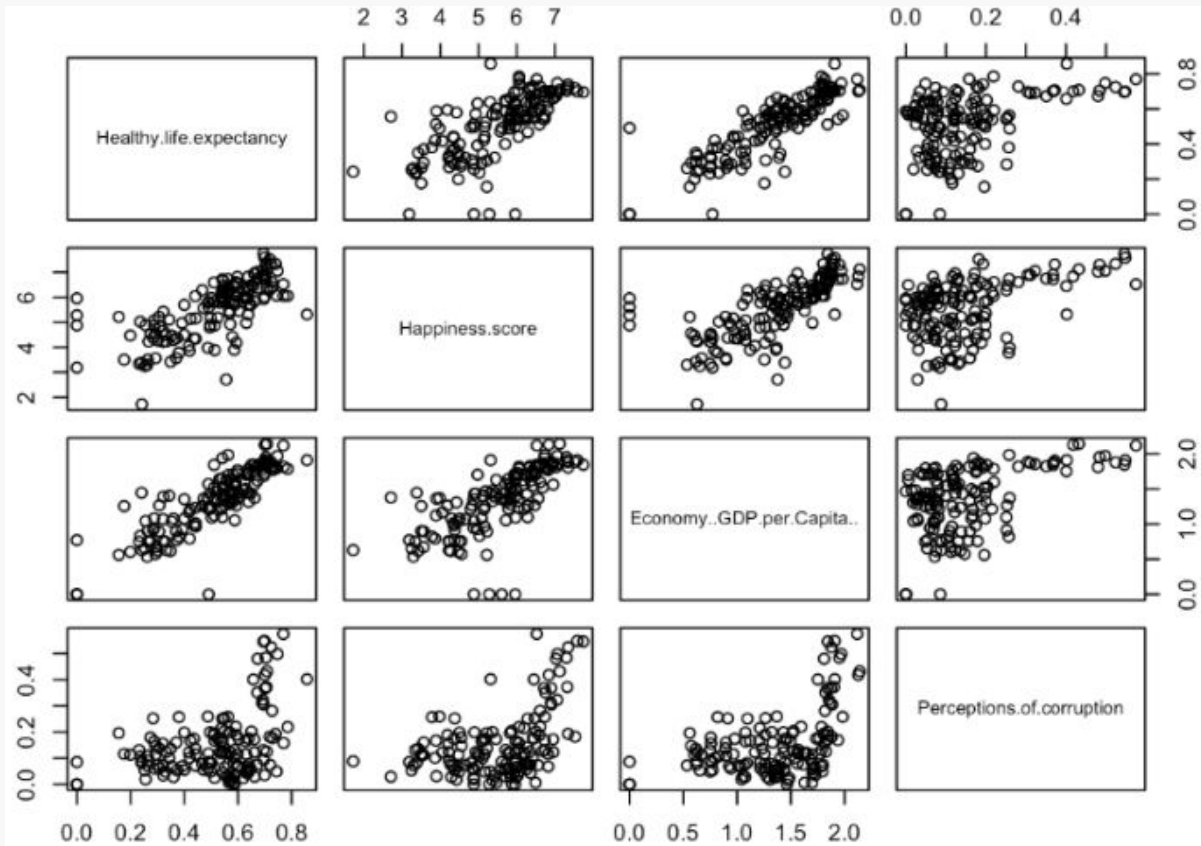 2 3 4 5 6 7
0.0 0.2 0.4
Healthy.life.expectancy
0.0 0.4 0.8
2 4 6
Happiness.score
Economy..GDP.per.Capita..
0.0 1.0 2.0
0.0 0.2 0.4
Perceptions.of.corruption
0.0 0.2 0.4 0.6 0.8
0.0 0.5 1.0 1.5 2.0